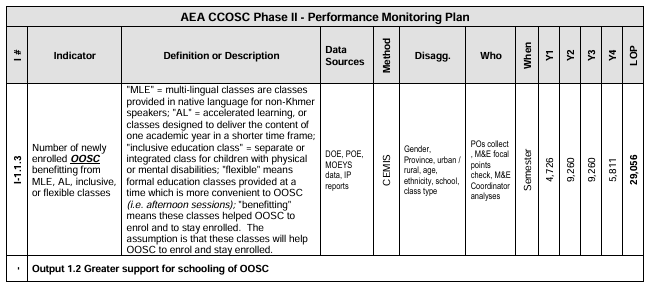 AEA CCOSC Phase II - Performance Monitoring Plan
I #
Indicator
Definition or Description
Data
Sources
Method
Disagg.
Who
When
Y1
Y2
Y3
Y4
LOP
I-1.1.3
Number of newly
enrolled OOSC
benefitting from
MLE, AL, inclusive,
or flexible classes
"MLE" = multi-lingual classes are classes
provided in native language for non-Khmer
speakers; "AL" = accelerated learning, or
classes designed to deliver the content of
one academic year in a shorter time frame;
"inclusive education class" = separate or
integrated class for children with physical
or mental disabilities; "flexible" means
formal education classes provided at a
time which is more convenient to OOSC
(i.e. afternoon sessions); "benefitting"
means these classes helped OOSC to
enrol and to stay enrolled. The
assumption is that these classes will help
OOSC to enrol and stay enrolled.
DOE, POE,
MOEYS
data, IP
reports
CEMIS
Gender,
Province, urban /
rural, age,
ethnicity, school,
class type
POs collect
, M&E focal
points
check, M&E
Coordinator
analyses
Semester
4,726
9,260
9,260
5,811
29,056
Output 1.2 Greater support for schooling of OOSC